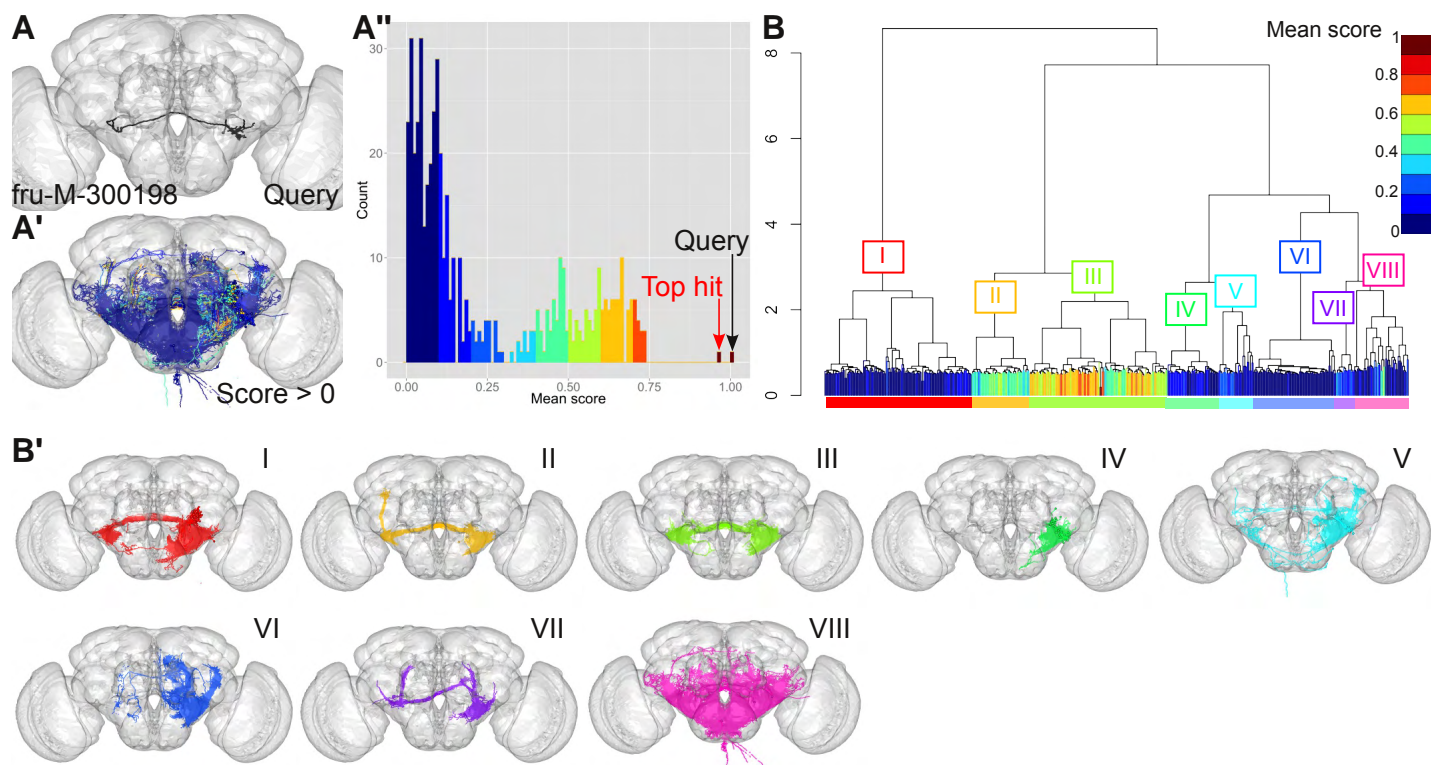 A
fru-M-300198 Query
A'
Score > 0
A"
Count
30
20
10
0
Query
Top hit
0.00 0.25 0.50 0.75 1.00
Mean score
B
Mean score
8
6
4
2
0
1
0.8
0.6
0.4
0.2
0
I
II
III
IV
V
VI
VII
VIII
B'
I
II
III
IV
V
VI
VII
VIII